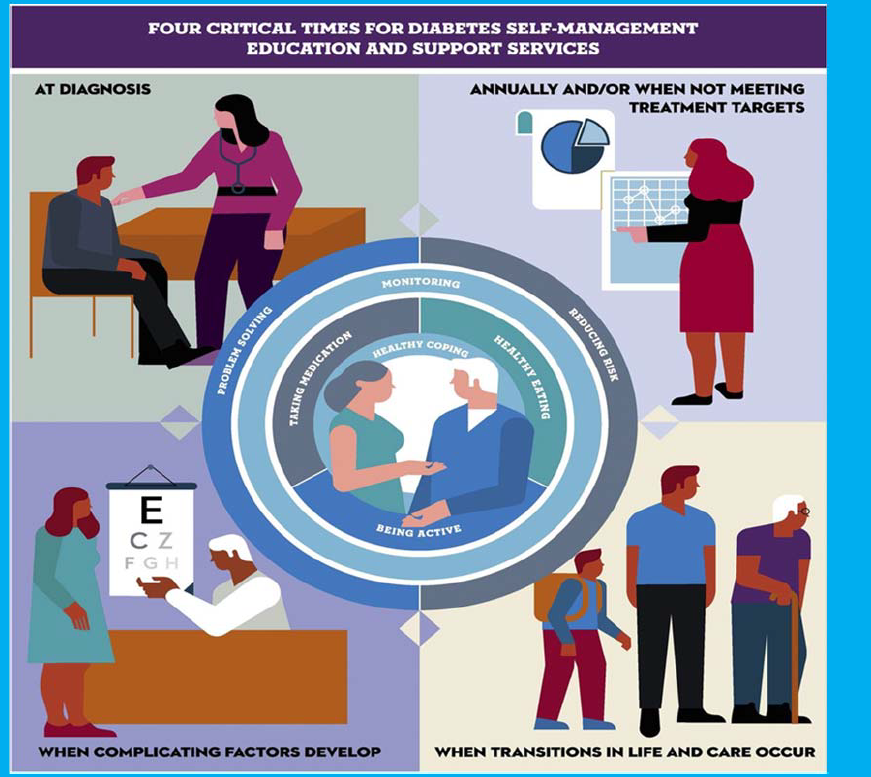 FOUR CRITICAL TIMES FOR DIABETES SELF-MANAGEMENT
EDUCATION AND SUPPORT SERVICES
AT DIAGNOSIS
ANNUALLY AND/OR WHEN NOT MEETING
TREATMENT TARGETS
MONITORING
PROBLEM SOLVING
REDUCING RISK
TAKING MEDICATION
HEALTHY COPING
HEALTHY EATING
BEING ACTIVE
E
C Z
F G H
WHEN COMPLICATING FACTORS DEVELOP
WHEN TRANSITIONS IN LIFE AND CARE OCCUR